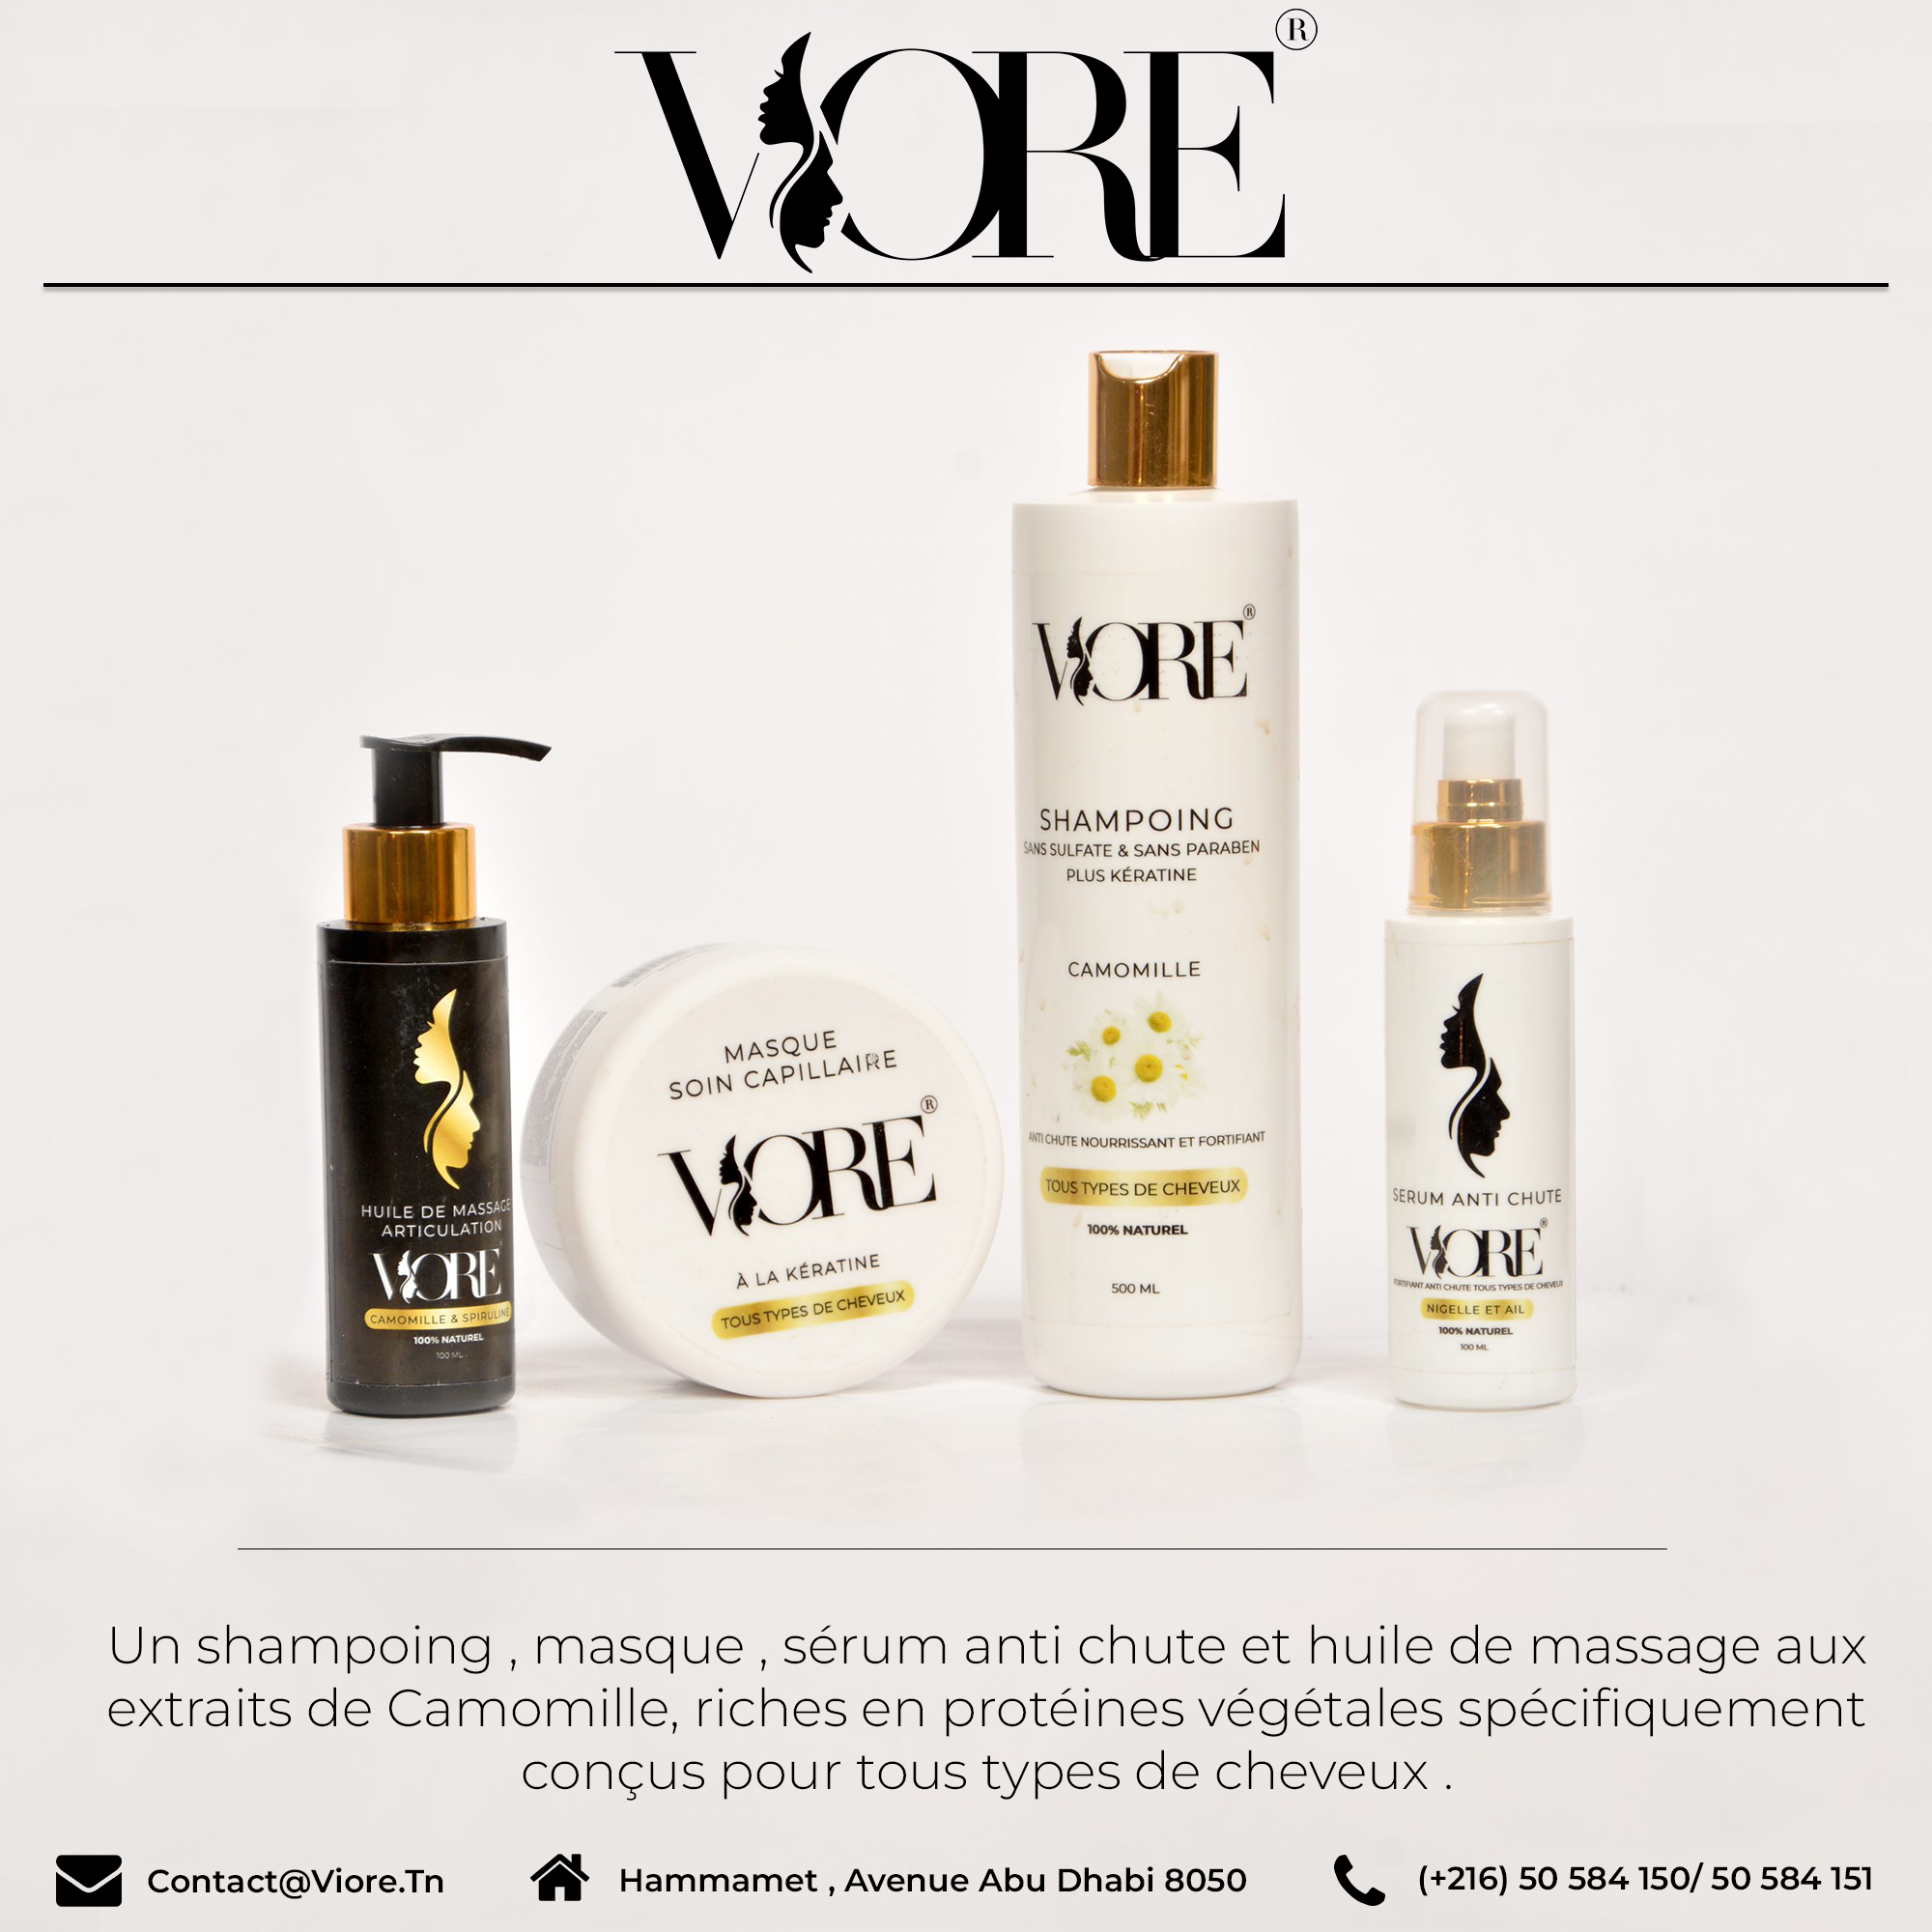 VIORE®
VIORE®
SHAMPOING
SANS SULFATE & SANS PARABEN
PLUS KÉRATINE
CAMOMILLE
ANTI CHUTE NOURRISSANT ET FORTIFIANT
TOUS TYPES DE CHEVEUX
100% NATUREL
500 ML
HUILE DE MASSAGE
ARTICULATION
VIORE
CAMOMILLE & SPIRULINE
100% NATUREL
100 ML
MASQUE
SOIN CAPILLAIRE
VIORE®
À LA KÉRATINE
TOUS TYPES DE CHEVEUX
SERUM ANTI CHUTE
VIORE®
FORTIFIANT ANTI CHUTE TOUS TYPES DE CHEVEUX
NIGELLE ET AIL
100% NATUREL
100 ML
Un shampoing , masque , sérum anti chute et huile de massage aux
extraits de Camomille, riches en protéines végétales spécifiquement
conçus pour tous types de cheveux .
Contact@Viore.Tn
Hammamet , Avenue Abu Dhabi 8050
(+216) 50 584 150/ 50 584 151